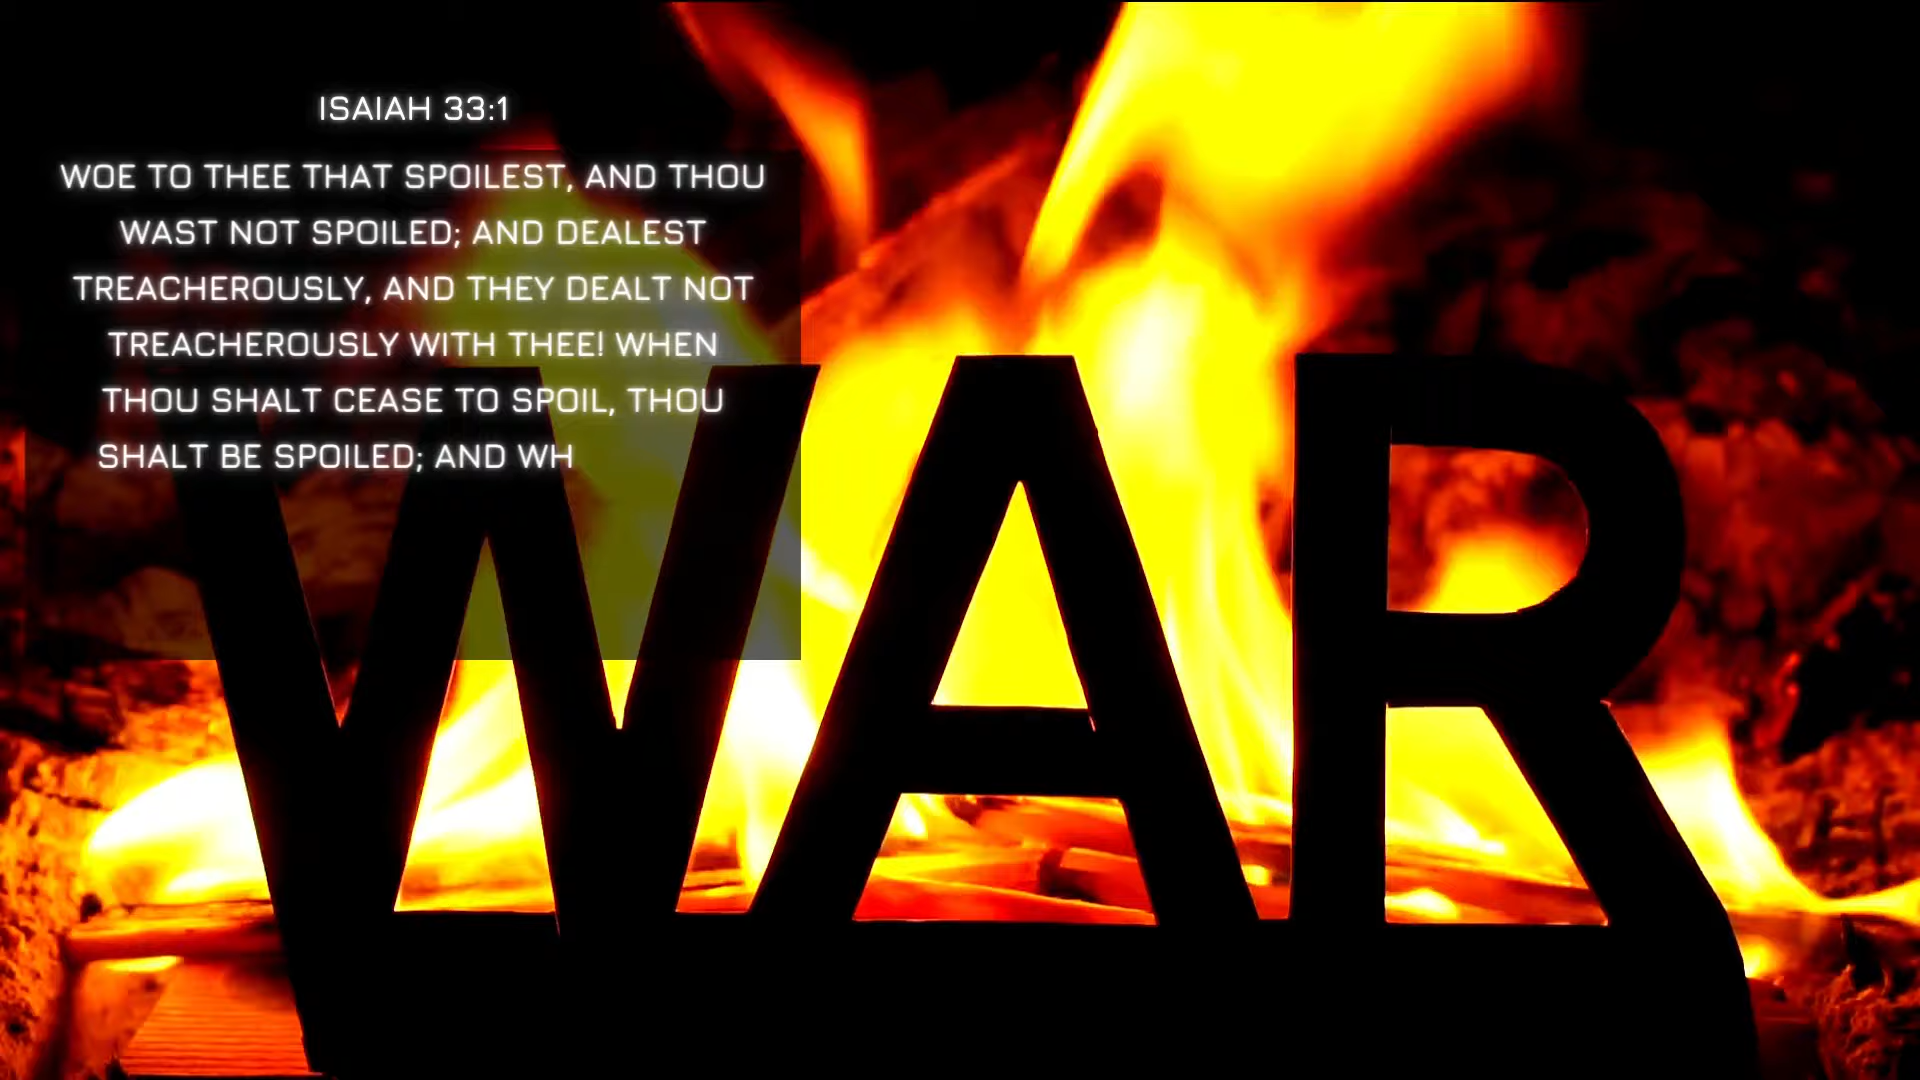 ISAIAH 33:1
WOE TO THEE THAT SPOILEST, AND THOU
WAST NOT SPOILED; AND DEALEST
TREACHEROUSLY, AND THEY DEALT NOT
TREACHEROUSLY WITH THEE! WHEN
THOU SHALT CEASE TO SPOIL, THOU
SHALT BE SPOILED; AND WH
WAR